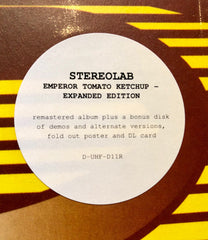 STEREOLAB
EMPEROR TOMATO KETCHUP –
EXPANDED EDITION
remastered album plus a bonus disk
of demos and alternate versions,
fold out poster and DL card
D-UHF-D11R